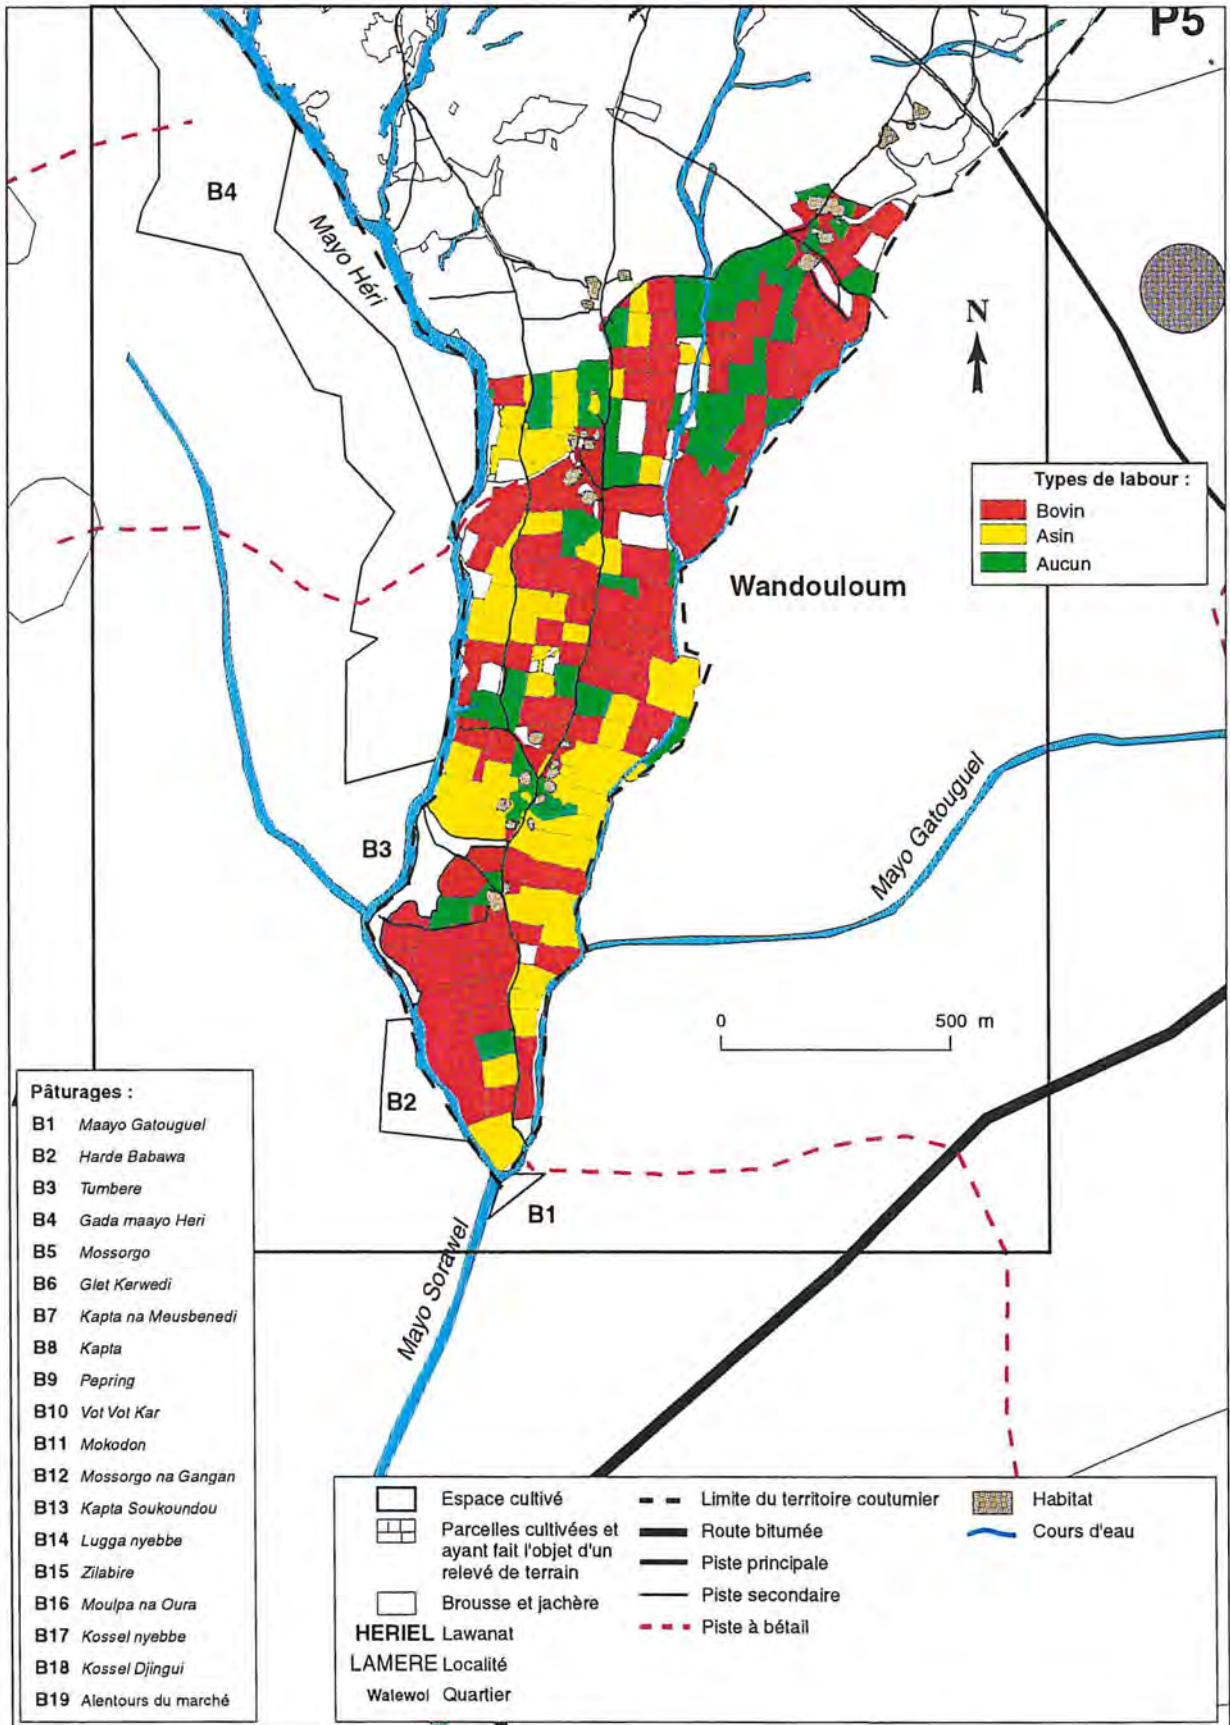 P5
B4
Mayo Héri
N
Types de labour :
Bovin
Asin
Aucun
Wandouloum
Mayo Gatouguel
B3
0 500 m
B2
B1
Mayo Sorawel
Pâturages :
B1 Maayo Gatouguel
B2 Harde Babawa
B3 Tumbere
B4 Gada maayo Heri
B5 Mossorgo
B6 Glet Kerwedi
B7 Kapta na Meusbenedi
B8 Kapta
B9 Pepring
B10 Vot Vot Kar
B11 Mokodon
B12 Mossorgo na Gangan
B13 Kapta Soukoundou
B14 Lugga nyebbe
B15 Zilabire
B16 Moulpa na Oura
B17 Kossel nyebbe
B18 Kossel Djingui
B19 Alentours du marché
Espace cultivé
Parcelles cultivées et
ayant fait l'objet d'un
relevé de terrain
Brousse et jachère
HERIEL Lawanat
LAMERE Localité
Walewol Quartier
Limite du territoire coutumier
Route bitumée
Piste principale
Piste secondaire
Piste à bétail
Habitat
Cours d'eau